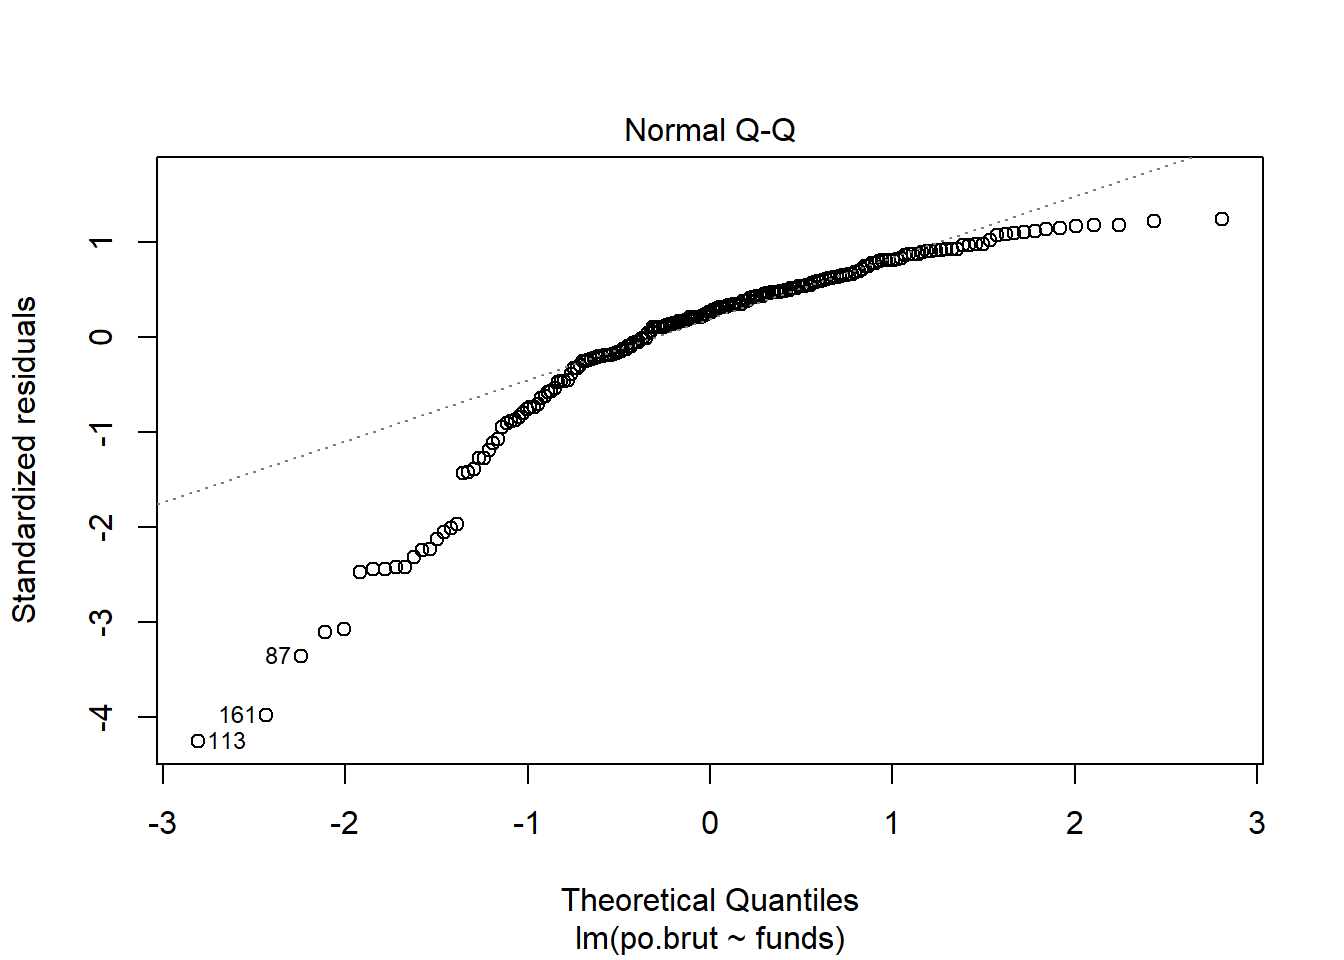 Normal Q-Q
Standardized residuals
1
0
-1
-2
-3
-4
87
161
113
-3 -2 -1 0 1 2 3
Theoretical Quantiles
lm(po.brut ~ funds)